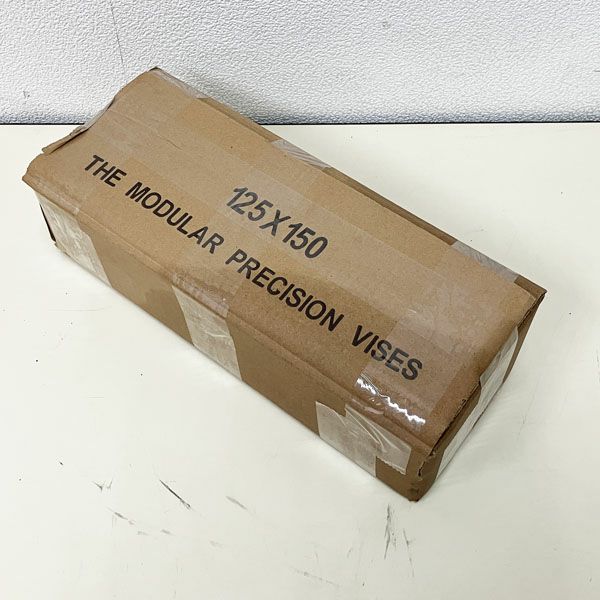 125X150
THE MODULAR PRECISION VISES